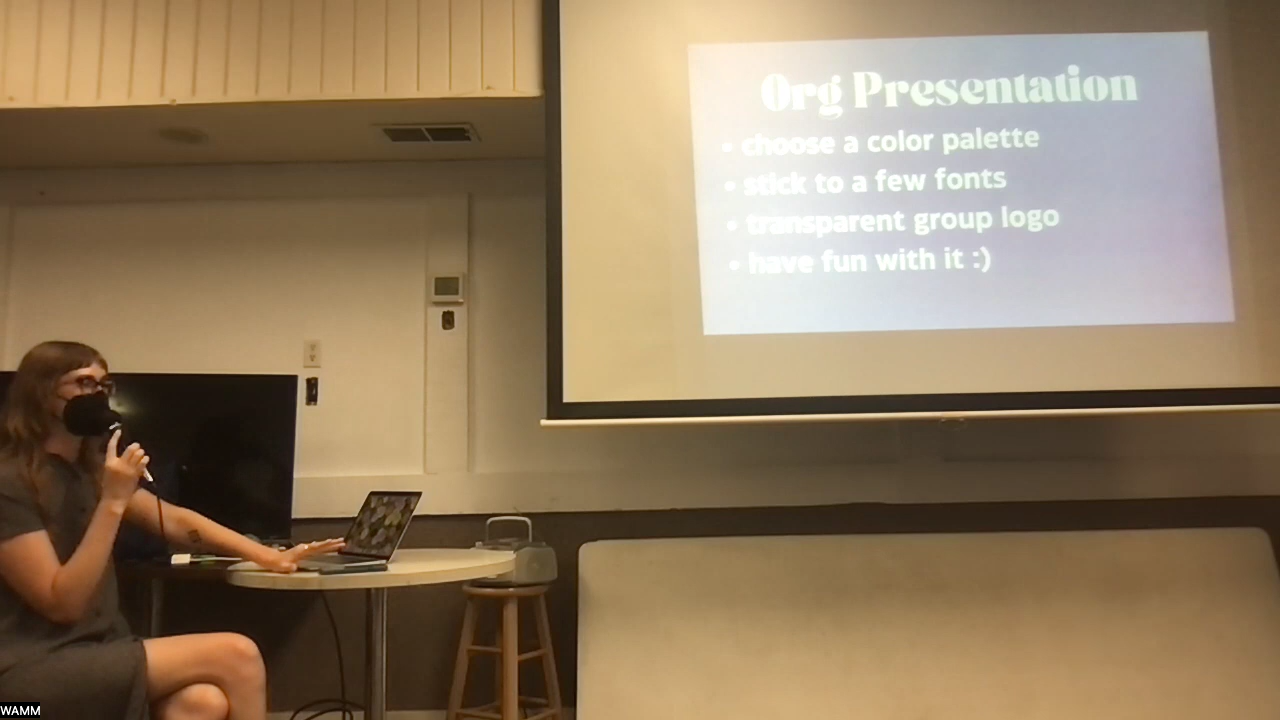 Org Presentation
• choose a color palette
• stick to a few fonts
• transparent group logo
• have fun with it :)
WAMM